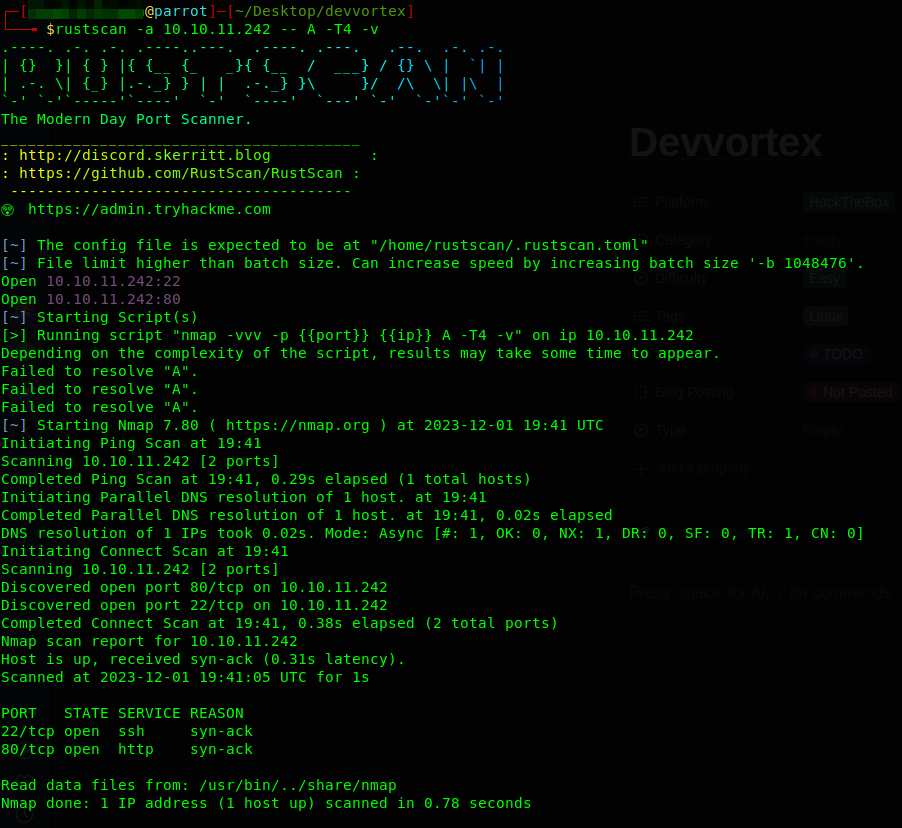 [@parrot]─[~/Desktop/devvortex]
$rustscan -a 10.10.11.242 -- A -T4 -v
.----. .-. .-. .----..---.  .----. .---.   .--.  .-. .-.
| {}  }| { } |{ {__ {_   _}{ {__  /  ___} / {} \ |  `| |
| .-. \| {_} |.-._} } | |  .-._} }\     }/  /\  \| |\  |
`-' `-'`-----'`----'  `-'  `----'  `---' `-'  `-'`-' `-'
The Modern Day Port Scanner.
________________________________________
: http://discord.skerritt.blog           :
: https://github.com/RustScan/RustScan :
--------------------------------------
https://admin.tryhackme.com
[~] The config file is expected to be at "/home/rustscan/.rustscan.toml"
[~] File limit higher than batch size. Can increase speed by increasing batch size '-b 1048476'.
Open 10.10.11.242:22
Open 10.10.11.242:80
[~] Starting Script(s)
[>] Running script "nmap -vvv -p {{port}} {{ip}} A -T4 -v" on ip 10.10.11.242
Depending on the complexity of the script, results may take some time to appear.
Failed to resolve "A".
Failed to resolve "A".
Failed to resolve "A".
[~] Starting Nmap 7.80 ( https://nmap.org ) at 2023-12-01 19:41 UTC
Initiating Ping Scan at 19:41
Scanning 10.10.11.242 [2 ports]
Completed Ping Scan at 19:41, 0.29s elapsed (1 total hosts)
Initiating Parallel DNS resolution of 1 host. at 19:41
Completed Parallel DNS resolution of 1 host. at 19:41, 0.02s elapsed
DNS resolution of 1 IPs took 0.02s. Mode: Async [#: 1, OK: 0, NX: 1, DR: 0, SF: 0, TR: 1, CN: 0]
Initiating Connect Scan at 19:41
Scanning 10.10.11.242 [2 ports]
Discovered open port 80/tcp on 10.10.11.242
Discovered open port 22/tcp on 10.10.11.242
Completed Connect Scan at 19:41, 0.38s elapsed (2 total ports)
Nmap scan report for 10.10.11.242
Host is up, received syn-ack (0.31s latency).
Scanned at 2023-12-01 19:41:05 UTC for 1s
PORT   STATE SERVICE REASON
22/tcp open  ssh     syn-ack
80/tcp open  http    syn-ack
Read data files from: /usr/bin/../share/nmap
Nmap done: 1 IP address (1 host up) scanned in 0.78 seconds
Devvortex
Platform HackTheBox
Category Empty
Difficulty Easy
Tags Linux
TODO
Blog Posting Not Posted
Type Empty
Add a property
Press 'space' for AI, '/' for commands